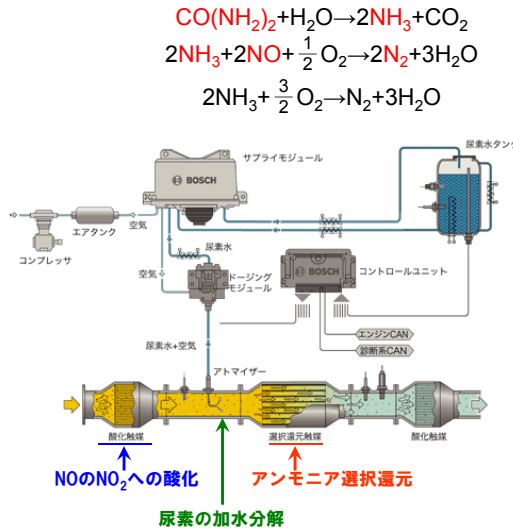 CO(NH₂)₂+H₂O→2NH₃+CO₂
2NH₃+2NO+ 1/2 O₂→2N₂+3H₂O
2NH₃+ 3/2 O₂→N₂+3H₂O
尿素水タンク
サプライモジュール
BOSCH
エアタンク
空気
コンプレッサ
尿素水
空気
ドージング
モジュール
BOSCH
コントロールユニット
エンジンCAN
診断系CAN
尿素水+空気
アトマイザー
酸化触媒
選択還元触媒
酸化触媒
NOのNO₂への酸化
アンモニア選択還元
尿素の加水分解